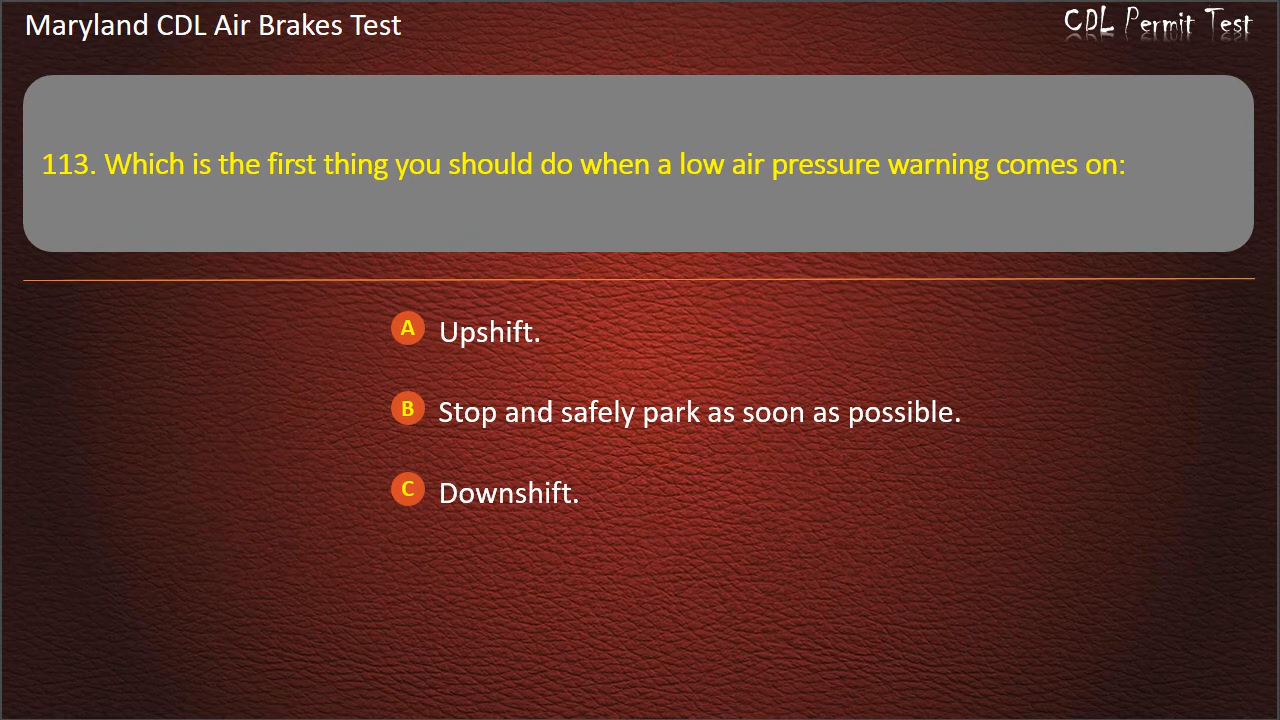 Maryland CDL Air Brakes Test
CDL Permit Test
113. Which is the first thing you should do when a low air pressure warning comes on:
A Upshift.
B Stop and safely park as soon as possible.
C Downshift.